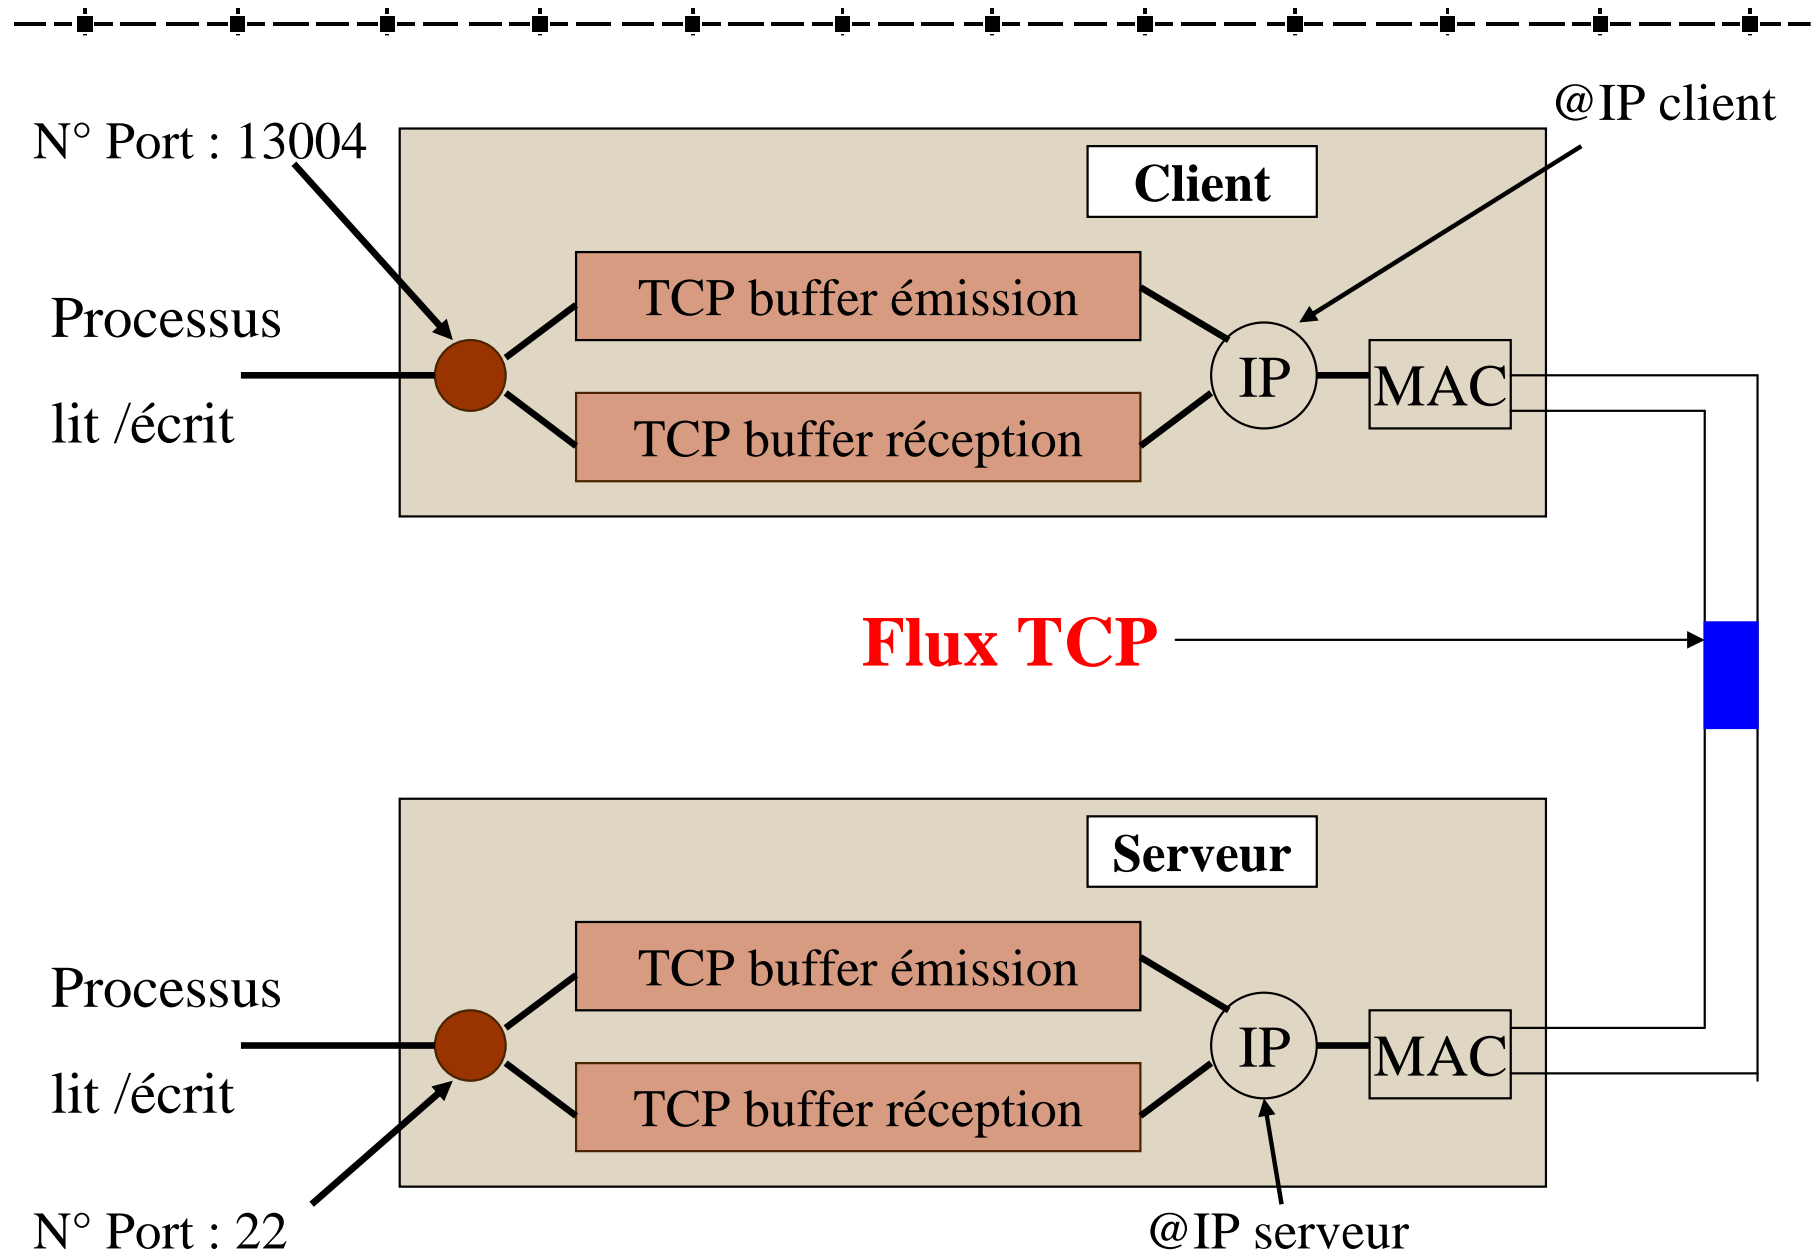 @IP client
N° Port : 13004
Client
TCP buffer émission
Processus
IP
MAC
lit /écrit
TCP buffer réception
Flux TCP
Serveur
TCP buffer émission
Processus
IP
MAC
lit /écrit
TCP buffer réception
N° Port : 22
@IP serveur